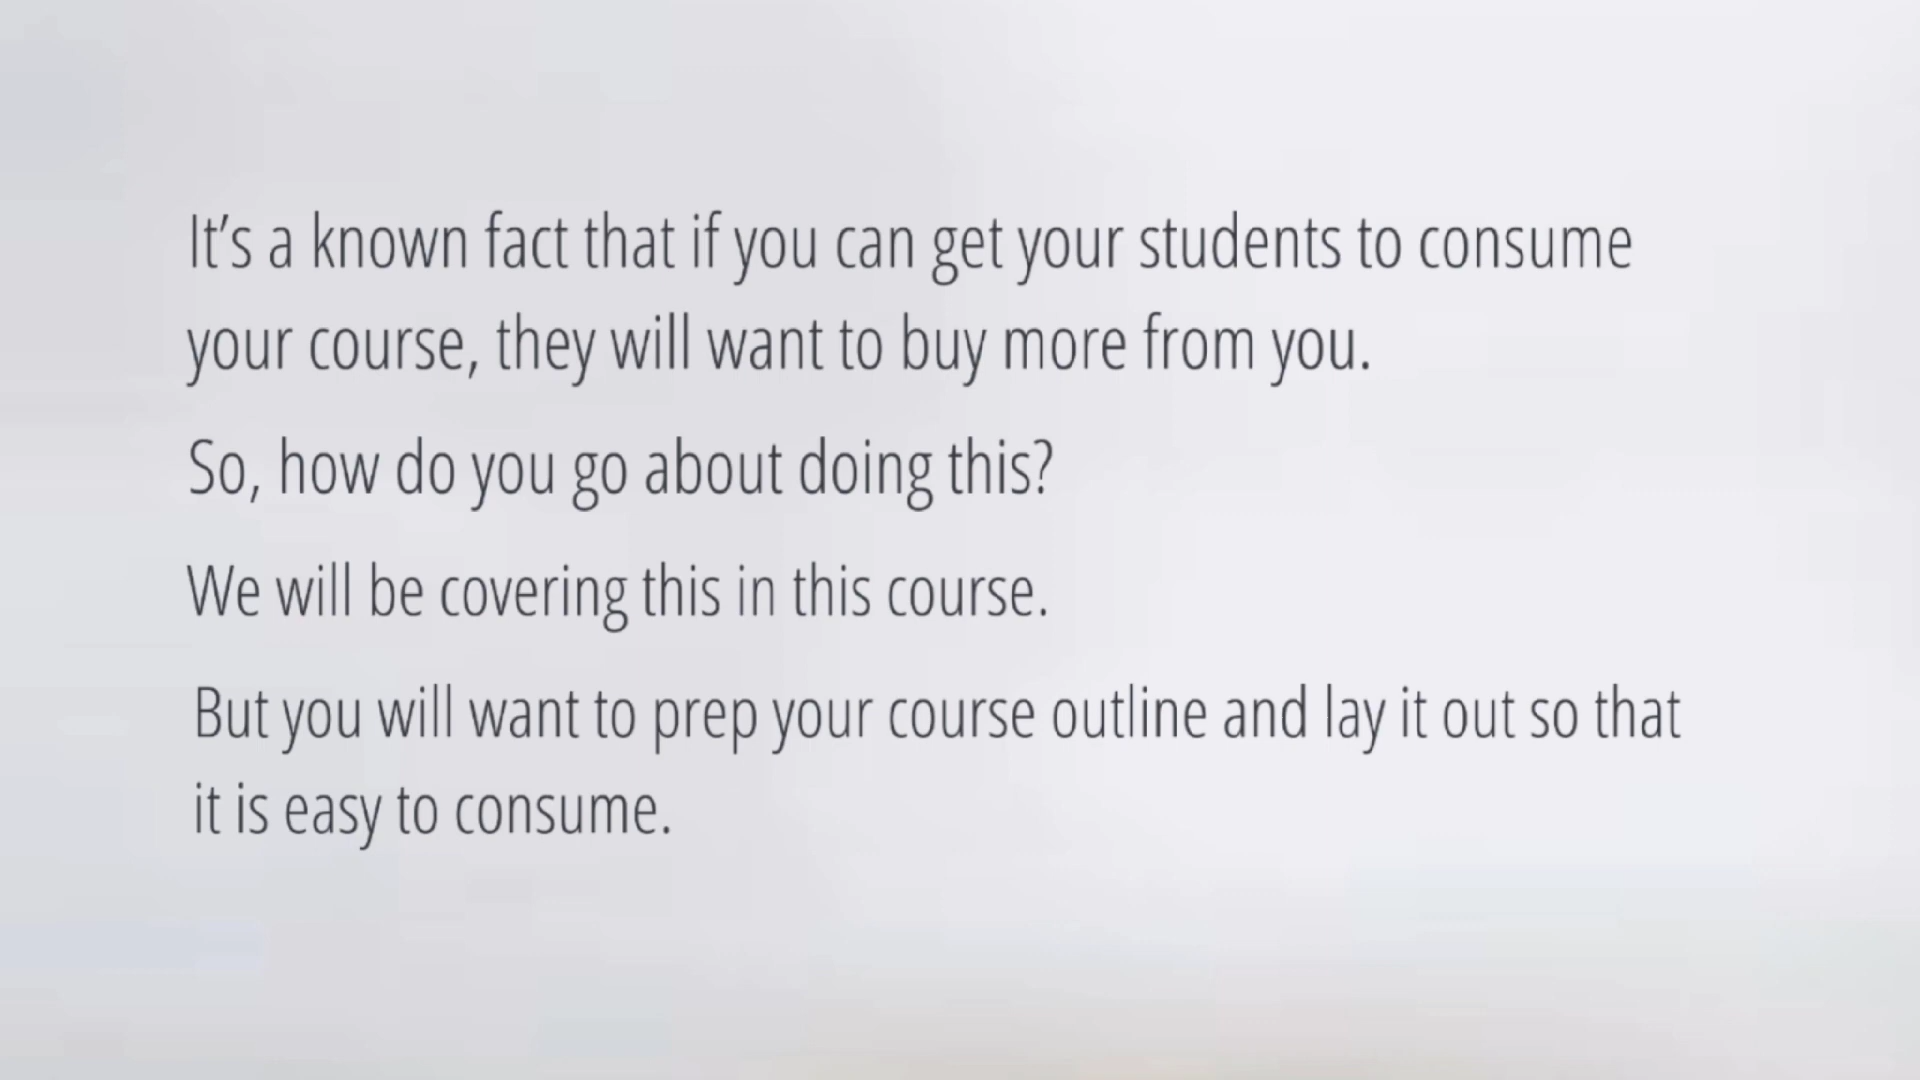 It’s a known fact that if you can get your students to consume
your course, they will want to buy more from you.
So, how do you go about doing this?
We will be covering this in this course.
But you will want to prep your course outline and lay it out so that
it is easy to consume.